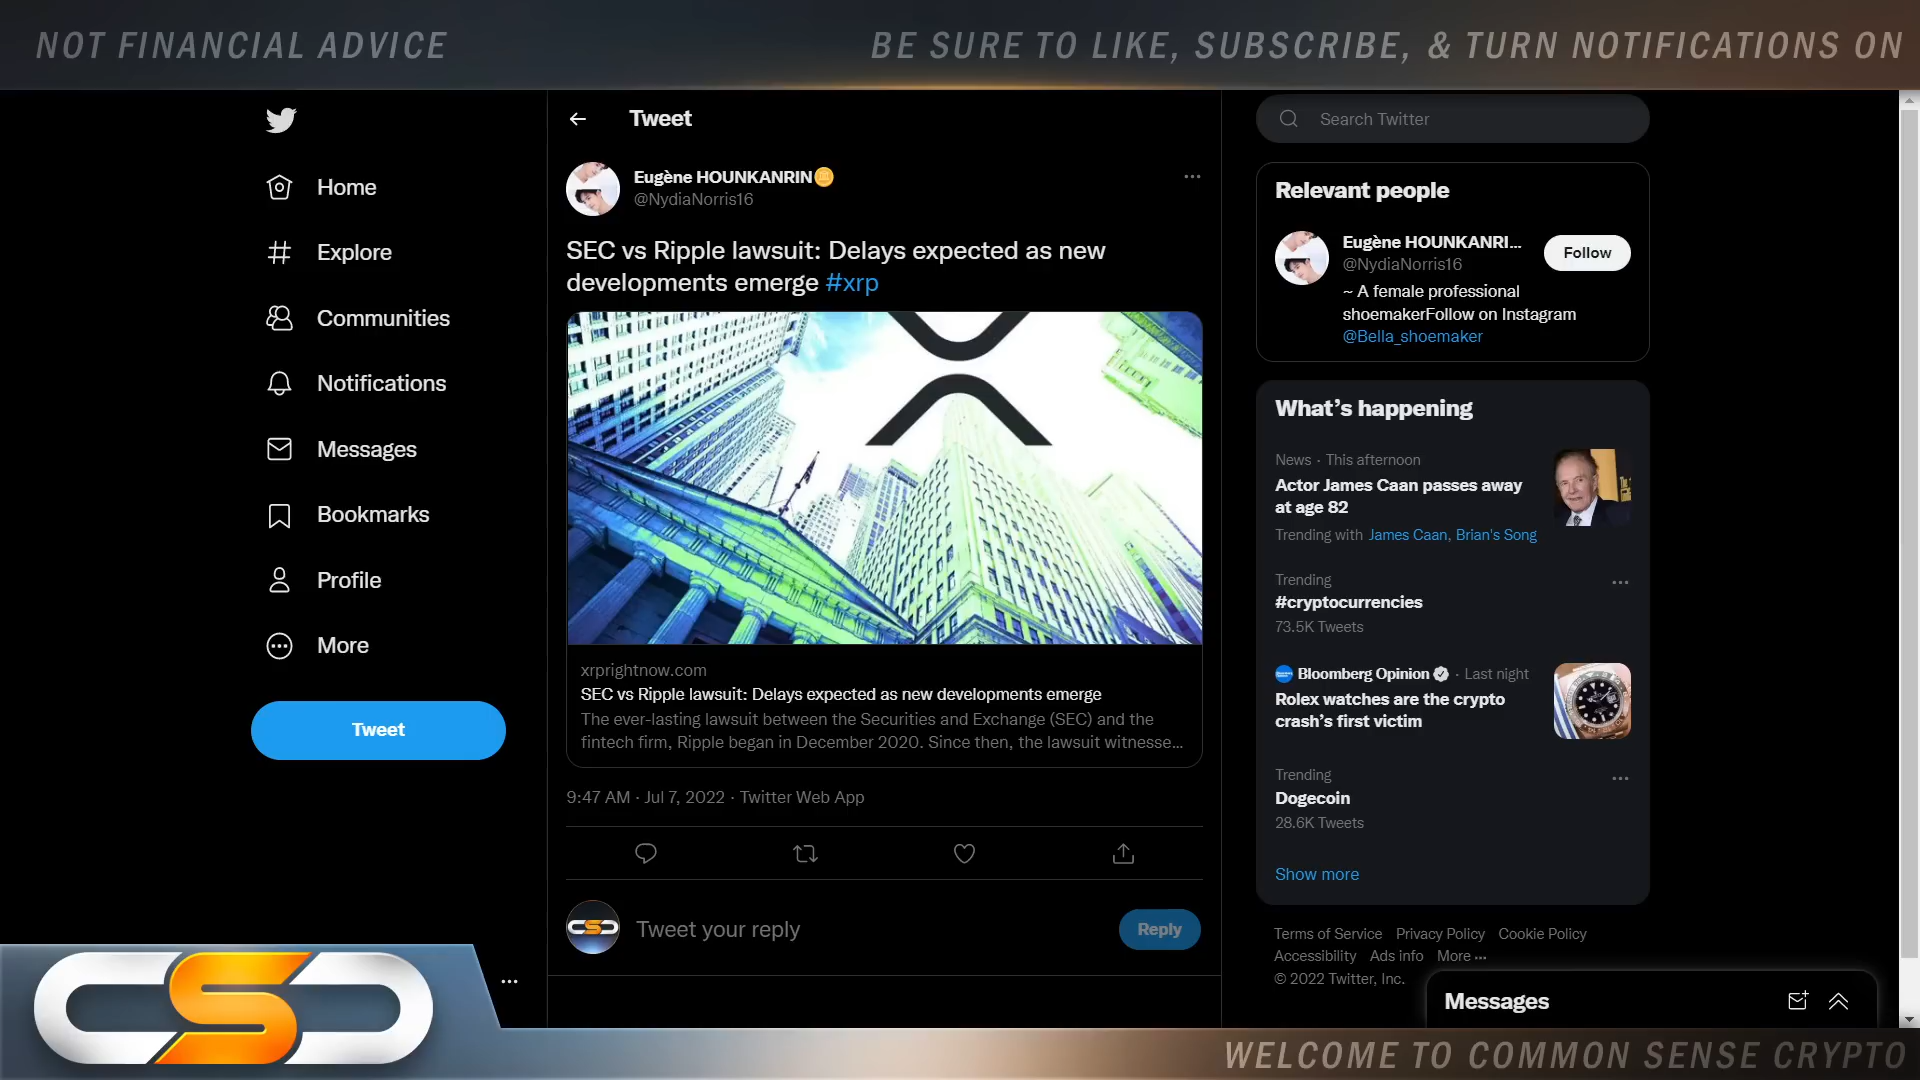 NOT FINANCIAL ADVICE
BE SURE TO LIKE, SUBSCRIBE, & TURN NOTIFICATIONS ON
Home
Explore
Communities
Notifications
Messages
Bookmarks
Profile
More
Tweet
Tweet
Eugène HOUNKANRIN
@NydiaNorris16
SEC vs Ripple lawsuit: Delays expected as new
developments emerge #xrp
xrprightnow.com
SEC vs Ripple lawsuit: Delays expected as new developments emerge
The ever-lasting lawsuit between the Securities and Exchange (SEC) and the
fintech firm, Ripple began in December 2020. Since then, the lawsuit witnesse...
9:47 AM · Jul 7, 2022 · Twitter Web App
CSC
Tweet your reply
Reply
Search Twitter
Relevant people
Eugène HOUNKANRI...
@NydiaNorris16
Follow
~ A female professional
shoemakerFollow on Instagram
@Bella_shoemaker
What's happening
News · This afternoon
Actor James Caan passes away
at age 82
Trending with James Caan, Brian's Song
Trending
#cryptocurrencies
73.5K Tweets
Bloomberg Opinion · Last night
Rolex watches are the crypto
crash's first victim
Trending
Dogecoin
28.6K Tweets
Show more
Terms of Service Privacy Policy Cookie Policy
Accessibility Ads info More ...
© 2022 Twitter, Inc.
Messages
CSC
WELCOME TO COMMON SENSE CRYPTO